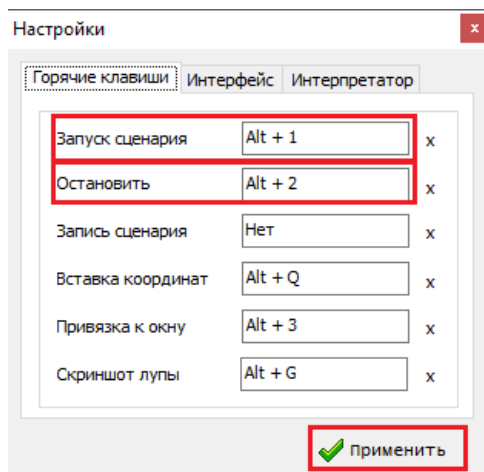 Настройки x
Горячие клавиши Интерфейс Интерпретатор
Запуск сценария Alt + 1 x
Остановить Alt + 2 x
Запись сценария Нет x
Вставка координат Alt + Q x
Привязка к окну Alt + 3 x
Скриншот лупы Alt + G x
Применить